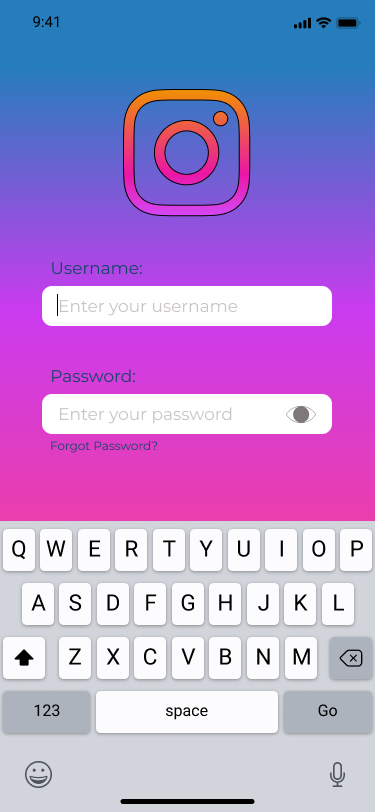 9:41
Username:
Enter your username
Password:
Enter your password
Forgot Password?
Q W E R T Y U I O P
A S D F G H J K L
Z X C V B N M
123 space Go